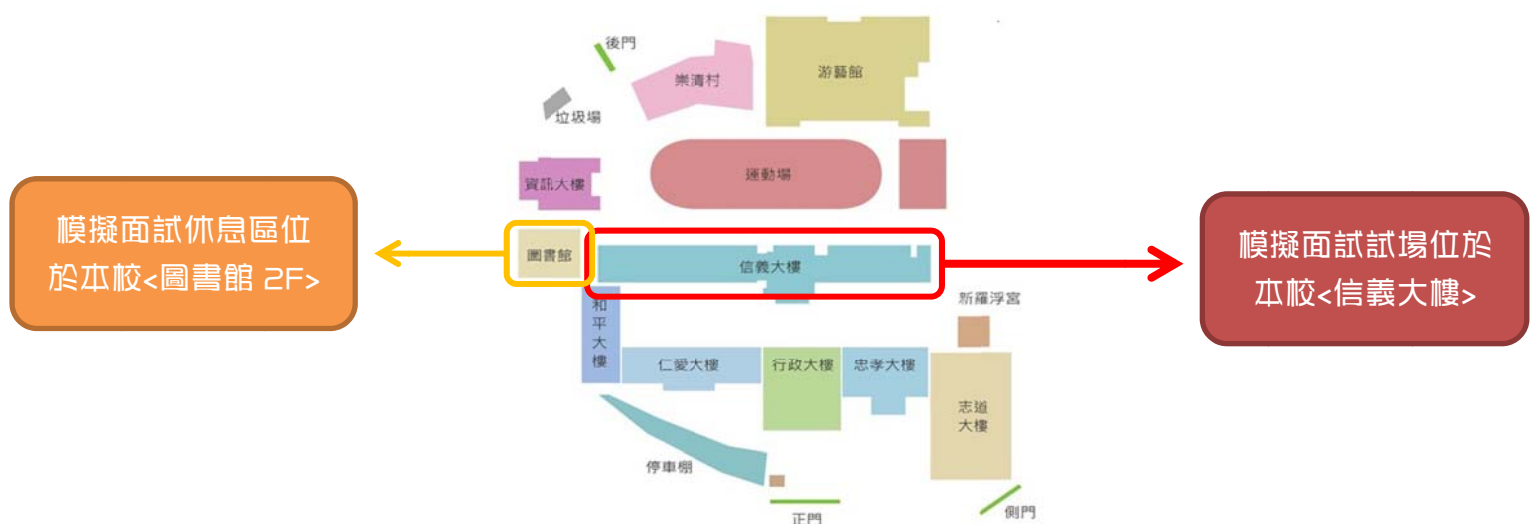 後門
游藝館
崇清村
垃圾場
運動場
資訊大樓
模擬面試休息區位
於本校<圖書館 2F>
圖書館
信義大樓
模擬面試試場位於
本校<信義大樓>
新羅浮宮
和
平
大
樓
仁愛大樓
行政大樓
忠孝大樓
志道
大樓
停車棚
正門
側門